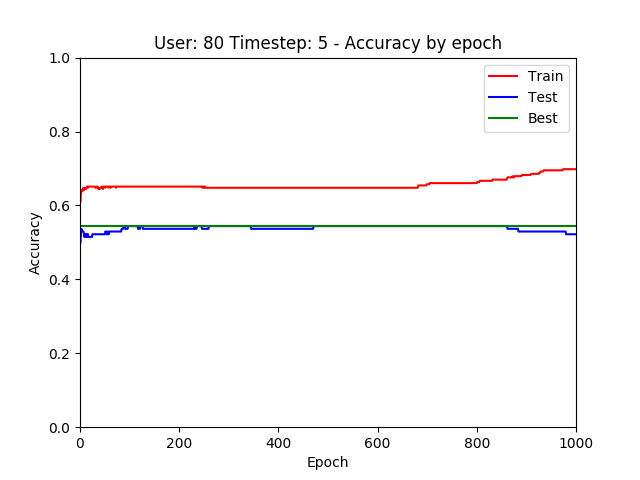 User: 80 Timestep: 5 - Accuracy by epoch
1.0
0.8
0.6
0.4
0.2
0.0
Accuracy
Train
Test
Best
0 200 400 600 800 1000
Epoch